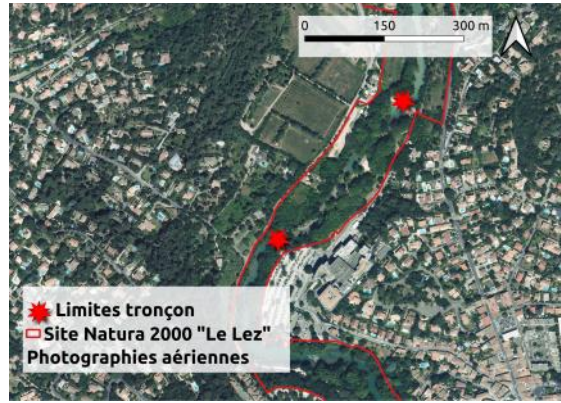 0 150 300 m
Limites tronçon
Site Natura 2000 "Le Lez"
Photographies aériennes